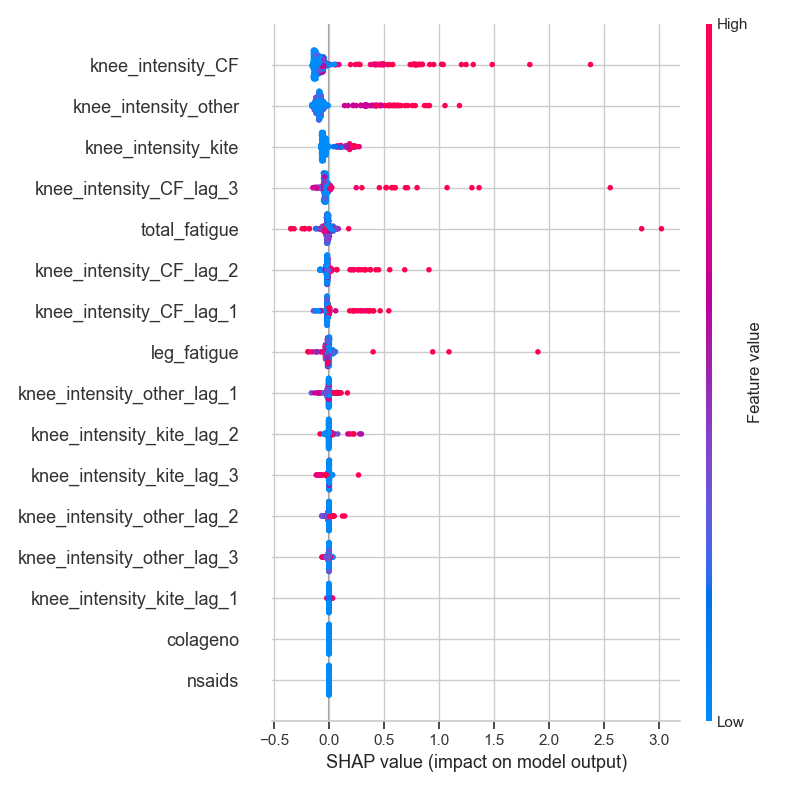 High
knee_intensity_CF
knee_intensity_other
knee_intensity_kite
knee_intensity_CF_lag_3
total_fatigue
knee_intensity_CF_lag_2
knee_intensity_CF_lag_1
leg_fatigue
knee_intensity_other_lag_1
knee_intensity_kite_lag_2
knee_intensity_kite_lag_3
knee_intensity_other_lag_2
knee_intensity_other_lag_3
knee_intensity_kite_lag_1
colageno
nsaids
Feature value
Low
−0.5 0.0 0.5 1.0 1.5 2.0 2.5 3.0
SHAP value (impact on model output)